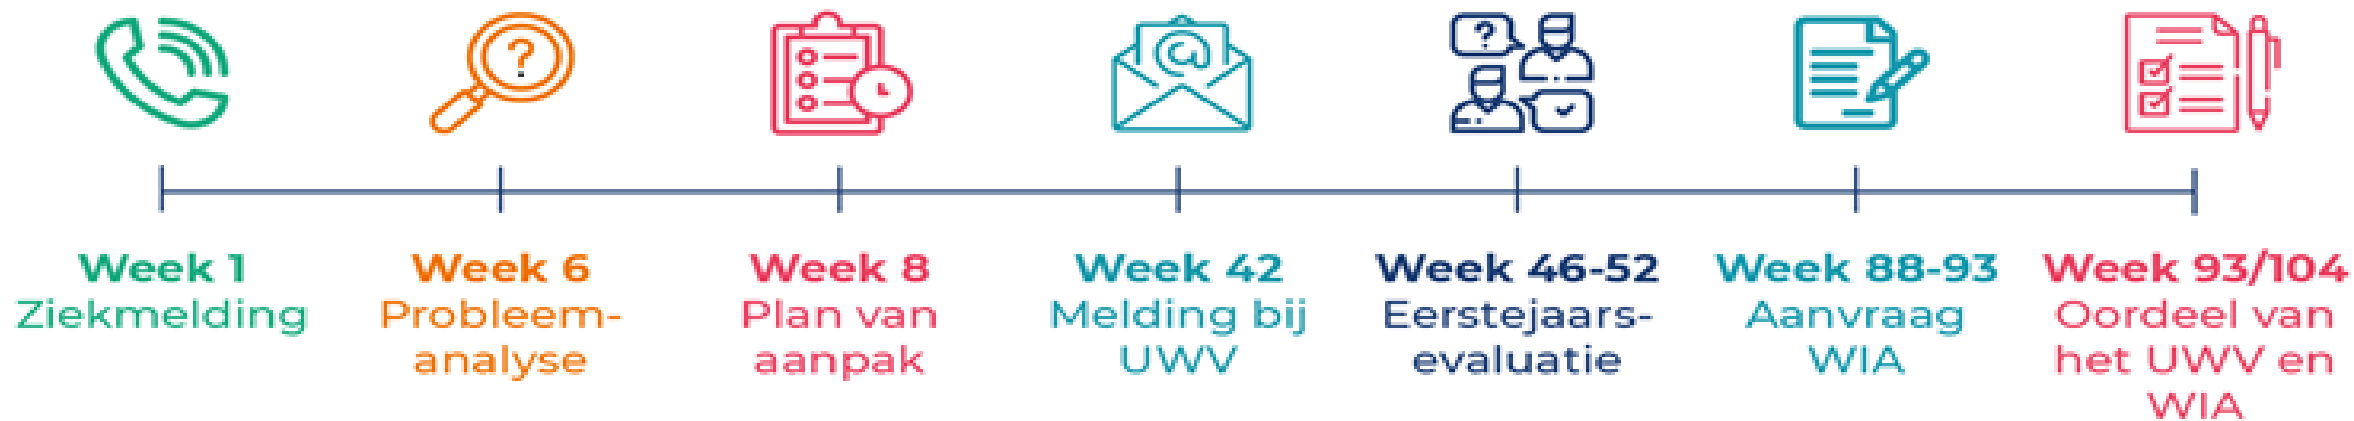 Week 1
Ziekmelding
Week 6
Probleem-
analyse
Week 8
Plan van
aanpak
Week 42
Melding bij
UWV
Week 46-52
Eerstejaars-
evaluatie
Week 88-93
Aanvraag
WIA
Week 93/104
Oordeel van
het UWV en
WIA